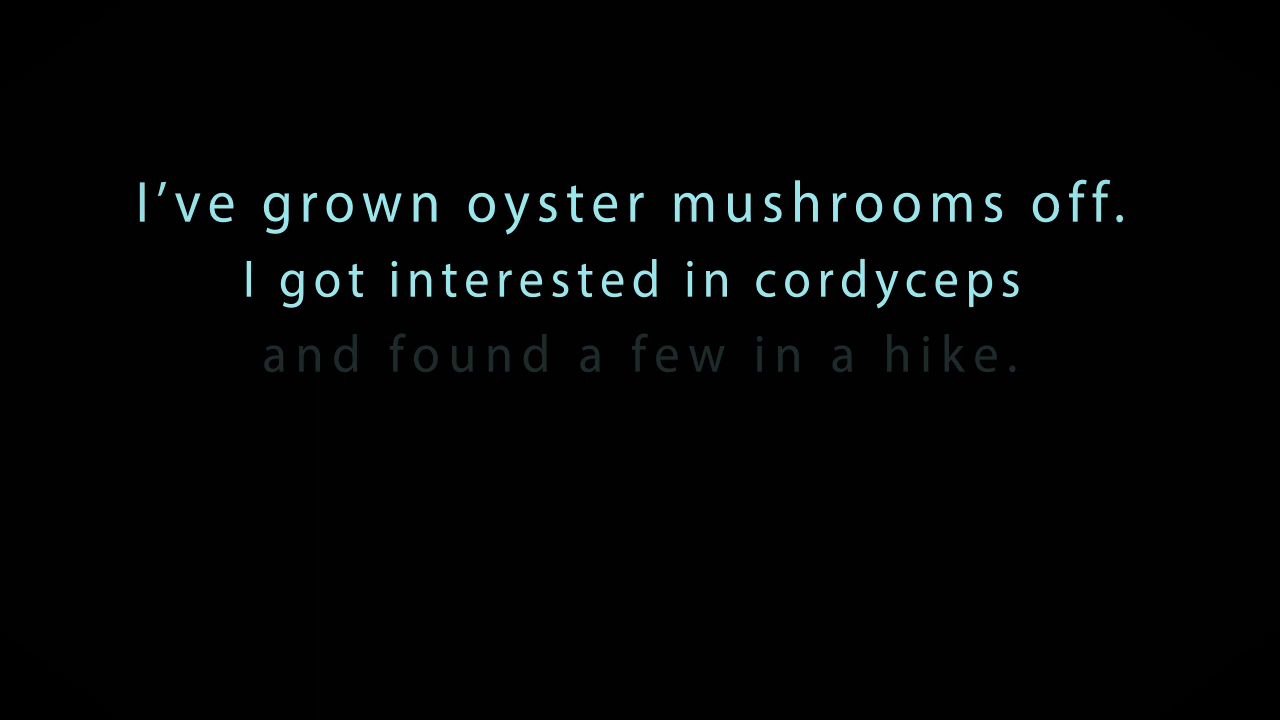 I’ve grown oyster mushrooms off.
I got interested in cordyceps
and found a few in a hike.